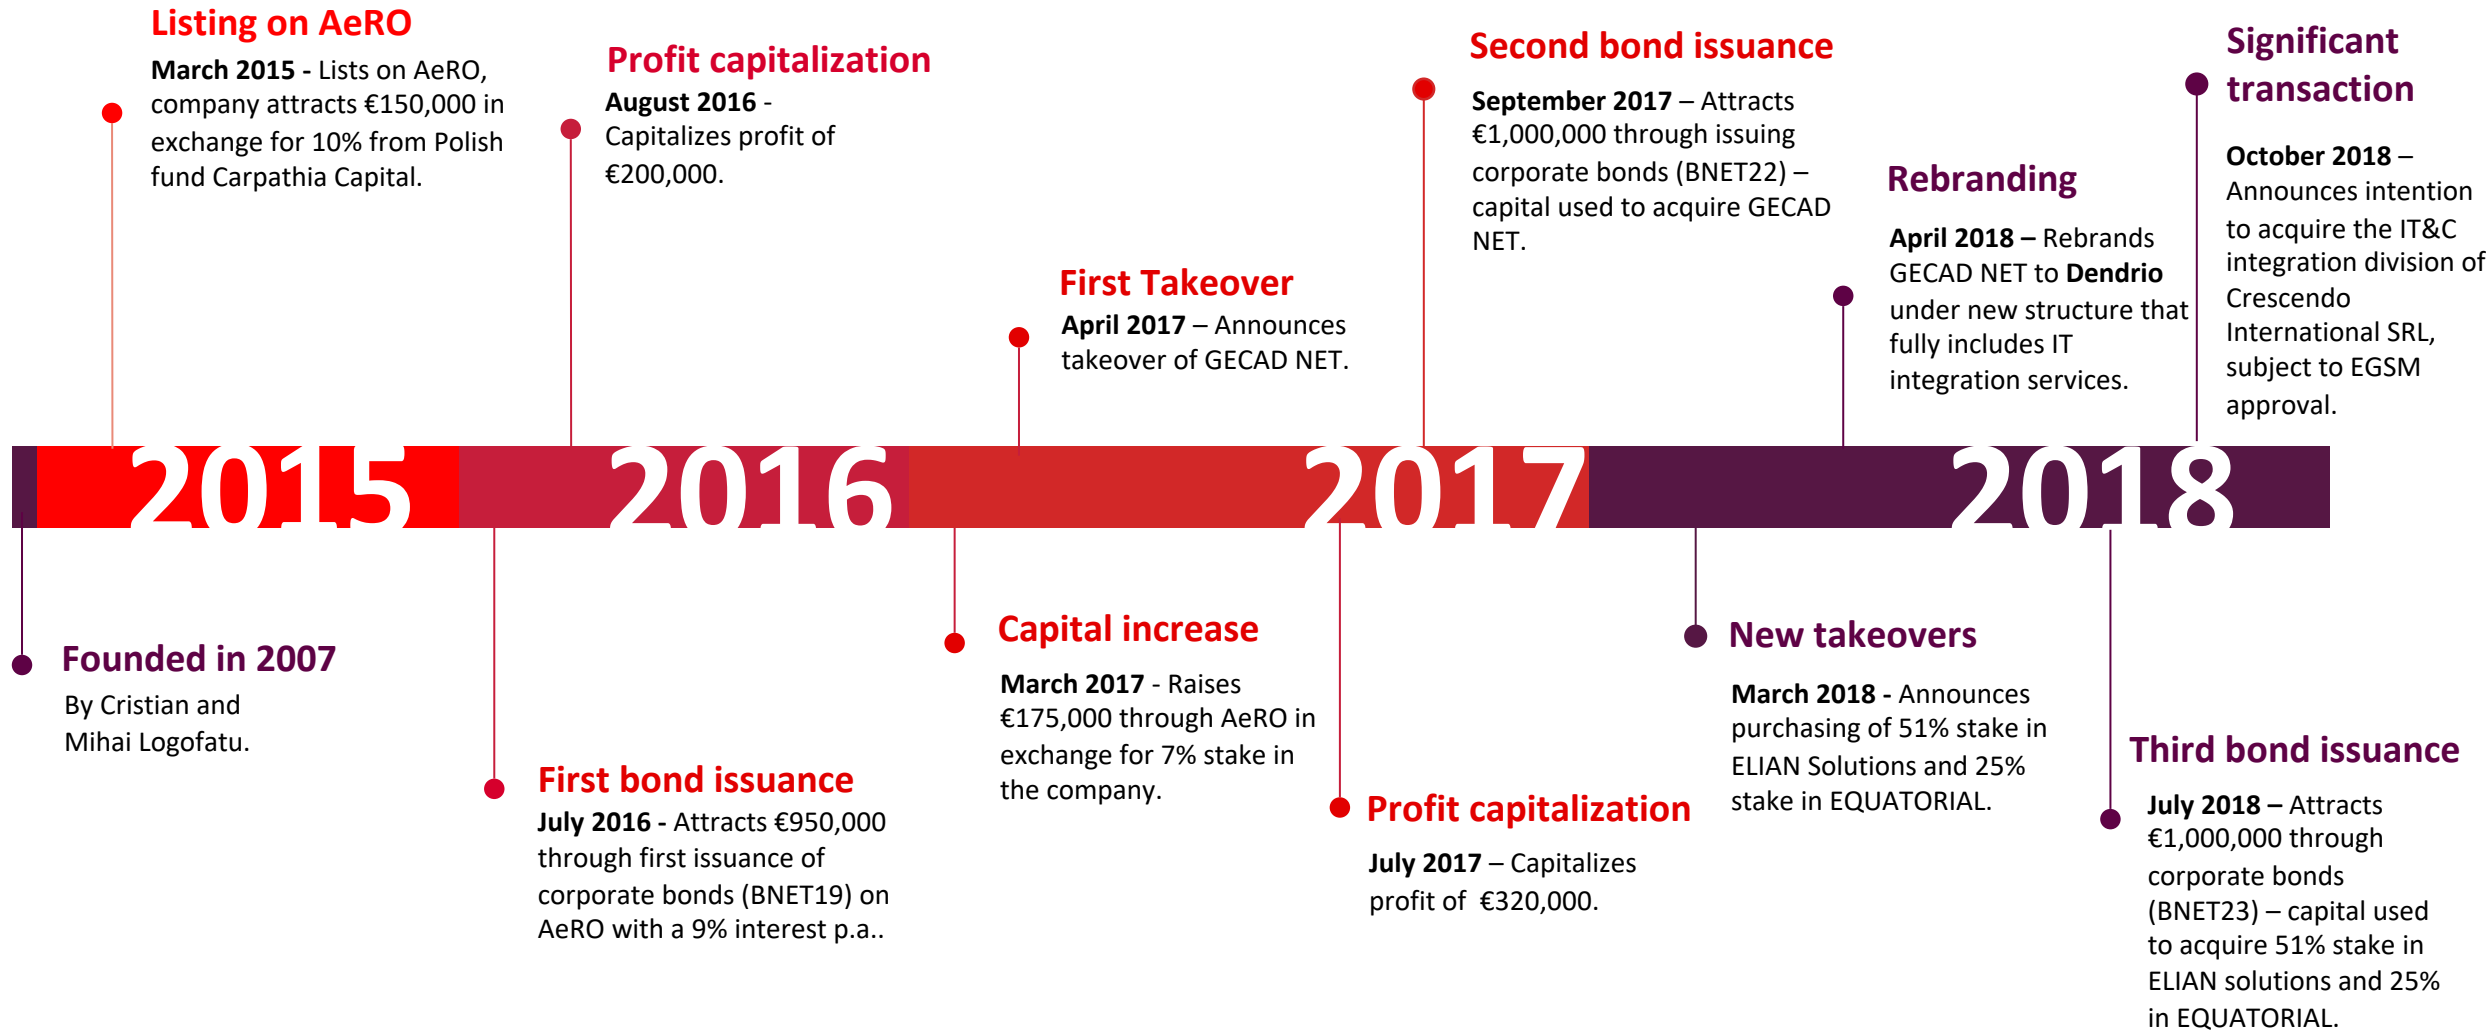 Listing on AeRO
March 2015 - Lists on AeRO,
company attracts €150,000 in
exchange for 10% from Polish
fund Carpathia Capital.
Profit capitalization
August 2016 -
Capitalizes profit of
€200,000.
First Takeover
April 2017 – Announces
takeover of GECAD NET.
Second bond issuance
September 2017 – Attracts
€1,000,000 through issuing
corporate bonds (BNET22) –
capital used to acquire GECAD
NET.
Rebranding
April 2018 – Rebrands
GECAD NET to Dendrio
under new structure that
fully includes IT
integration services.
Significant
transaction
October 2018 –
Announces intention
to acquire the IT&C
integration division of
Crescendo
International SRL,
subject to EGSM
approval.
2015
2016
2017
2018
Founded in 2007
By Cristian and
Mihai Logofatu.
First bond issuance
July 2016 - Attracts €950,000
through first issuance of
corporate bonds (BNET19) on
AeRO with a 9% interest p.a..
Capital increase
March 2017 - Raises
€175,000 through AeRO in
exchange for 7% stake in
the company.
Profit capitalization
July 2017 – Capitalizes
profit of €320,000.
New takeovers
March 2018 - Announces
purchasing of 51% stake in
ELIAN Solutions and 25%
stake in EQUATORIAL.
Third bond issuance
July 2018 – Attracts
€1,000,000 through
corporate bonds
(BNET23) – capital used
to acquire 51% stake in
ELIAN solutions and 25%
in EQUATORIAL.